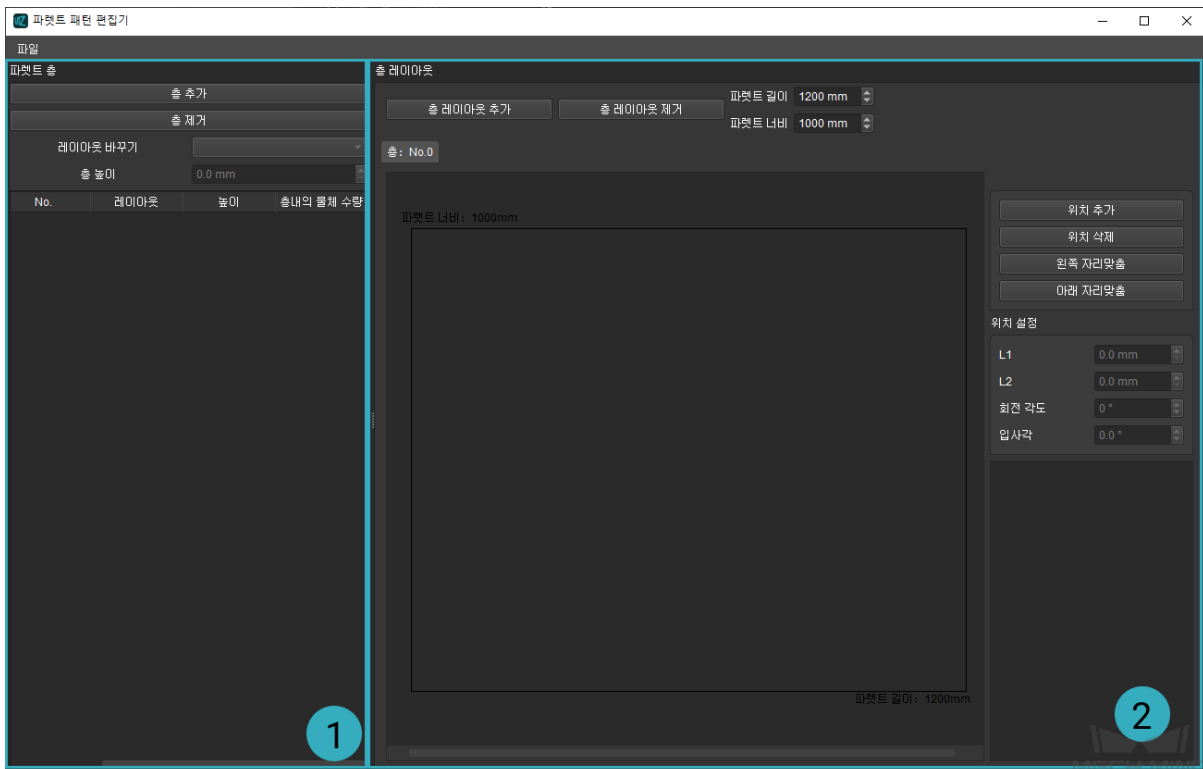 VIZ 파렛트 패턴 편집기
파일
파렛트 층
층 추가
층 제거
레이아웃 바꾸기
층 높이 0.0 mm
No. 레이아웃 높이 층내의 물체 수량
1
층 레이아웃
층 레이아웃 추가 층 레이아웃 제거
파렛트 길이 1200 mm
파렛트 너비 1000 mm
층: No.0
파렛트 너비: 1000mm
파렛트 길이: 1200mm
위치 추가
위치 삭제
왼쪽 자리맞춤
아래 자리맞춤
위치 설정
L1 0.0 mm
L2 0.0 mm
회전 각도 0 °
입사각 0.0 °
2